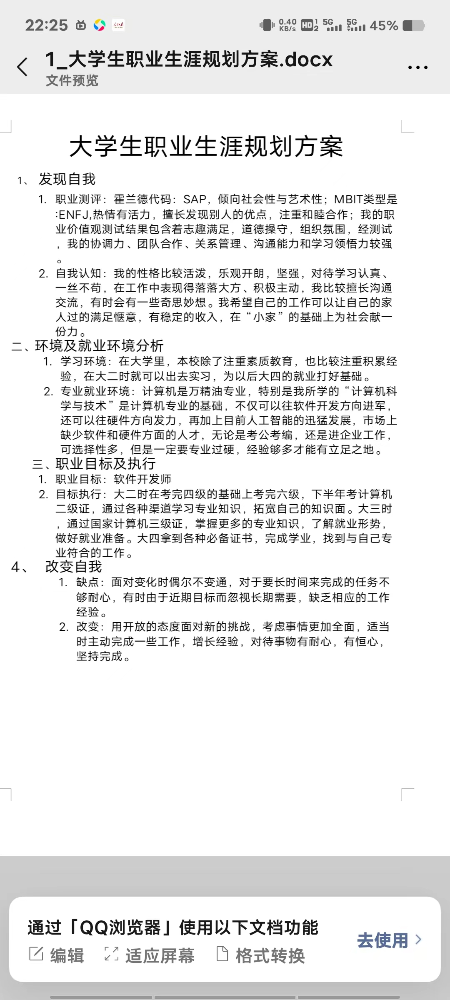 22:25
0.40 KB/s HD 1 2 5G 5G 45%
1_大学生职业生涯规划方案.docx
文件预览
大学生职业生涯规划方案
1、 发现自我
1. 职业测评：霍兰德代码：SAP，倾向社会性与艺术性；MBIT类型是
:ENFJ,热情有活力，擅长发现别人的优点，注重和睦合作；我的职
业价值观测试结果包含着志趣满足，道德操守，组织氛围，经测试
，我的协调力、团队合作、关系管理、沟通能力和学习领悟力较强
。
2. 自我认知：我的性格比较活泼，乐观开朗，坚强，对待学习认真、
一丝不苟，在工作中表现得落落大方、积极主动，我比较擅长沟通
交流，有时会有一些奇思妙想。我希望自己的工作可以让自己的家
人过的满足惬意，有稳定的收入，在“小家”的基础上为社会献一
份力。
二、环境及就业环境分析
1. 学习环境：在大学里，本校除了注重素质教育，也比较注重积累经
验，在大二时就可以出去实习，为以后大四的就业打好基础。
2. 专业就业环境：计算机是万精油专业，特别是我所学的“计算机科
学与技术”是计算机专业的基础，不仅可以往软件开发方向进军，
还可以往硬件方向发力，再加上目前人工智能的迅猛发展，市场上
缺少软件和硬件方面的人才，无论是考公考编，还是进企业工作，
可选择性多，但是一定要专业过硬，经验够多才能有立足之地。
三、职业目标及执行
1. 职业目标：软件开发师
2. 目标执行：大二时在考完四级的基础上考完六级，下半年考计算机
二级证，通过各种渠道学习专业知识，拓宽自己的知识面。大三时
，通过国家计算机三级证，掌握更多的专业知识，了解就业形势，
做好就业准备。大四拿到各种必备证书，完成学业，找到与自己专
业符合的工作。
4、 改变自我
1. 缺点：面对变化时偶尔不变通，对于要长时间来完成的任务不
够耐心，有时由于近期目标而忽视长期需要，缺乏相应的工作
经验。
2. 改变：用开放的态度面对新的挑战，考虑事情更加全面，适当
时主动完成一些工作，增长经验，对待事物有耐心，有恒心，
坚持完成。
通过「QQ浏览器」使用以下文档功能
去使用
编辑 适应屏幕 格式转换